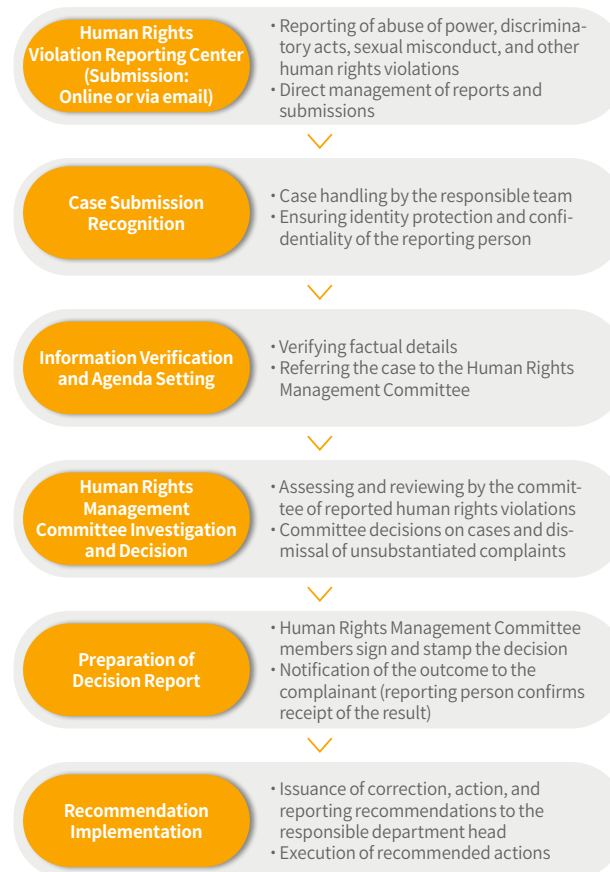 Human Rights
Violation Reporting Center
(Submission:
Online or via email)
• Reporting of abuse of power, discrimina-
tory acts, sexual misconduct, and other
human rights violations
• Direct management of reports and
submissions
Case Submission
Recognition
• Case handling by the responsible team
• Ensuring identity protection and confi-
dentiality of the reporting person
Information Verification
and Agenda Setting
• Verifying factual details
• Referring the case to the Human Rights
Management Committee
Human Rights
Management
Committee Investigation
and Decision
• Assessing and reviewing by the commit-
tee of reported human rights violations
• Committee decisions on cases and dis-
missal of unsubstantiated complaints
Preparation of
Decision Report
• Human Rights Management Committee
members sign and stamp the decision
• Notification of the outcome to the
complainant (reporting person confirms
receipt of the result)
Recommendation
Implementation
• Issuance of correction, action, and
reporting recommendations to the
responsible department head
• Execution of recommended actions